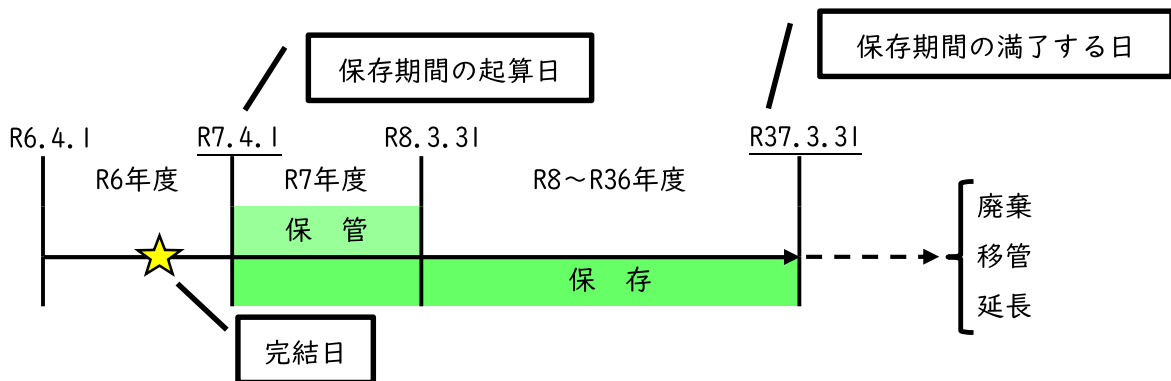 保存期間の起算日
保存期間の満了する日
R6.4.1
R7.4.1
R8.3.31
R37.3.31
R6年度
R7年度
R8～R36年度
保 管
保 存
廃棄
移管
延長
完結日